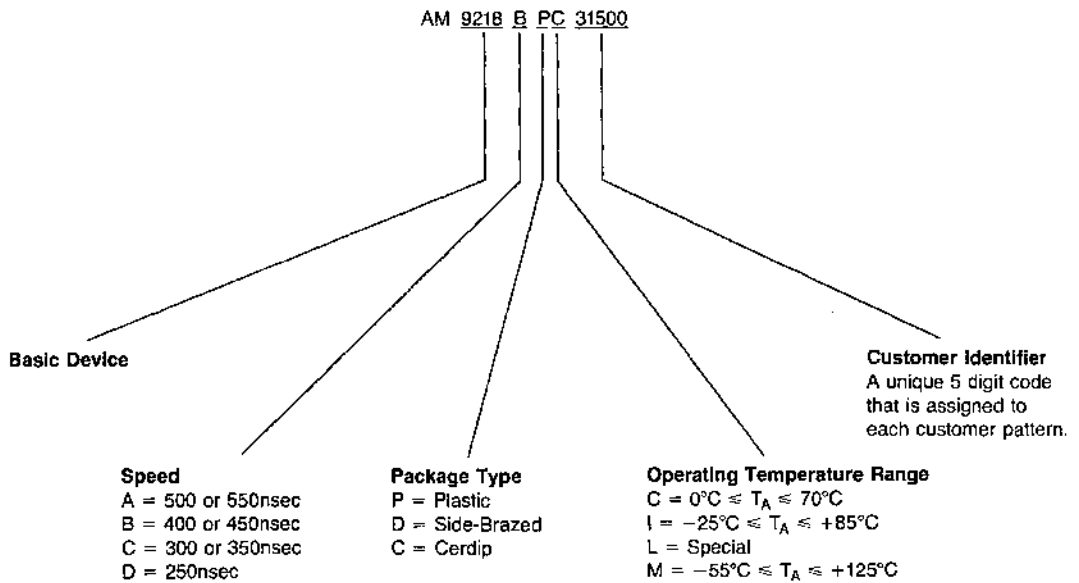 AM 9218 B PC 31500
Basic Device
Customer Identifier
A unique 5 digit code
that is assigned to
each customer pattern.
Speed
A = 500 or 550nsec
B = 400 or 450nsec
C = 300 or 350nsec
D = 250nsec
Package Type
P = Plastic
D = Side-Brazed
C = Cerdip
Operating Temperature Range
C = 0°C ≤ TA ≤ 70°C
I = −25°C ≤ TA ≤ +85°C
L = Special
M = −55°C ≤ TA ≤ +125°C